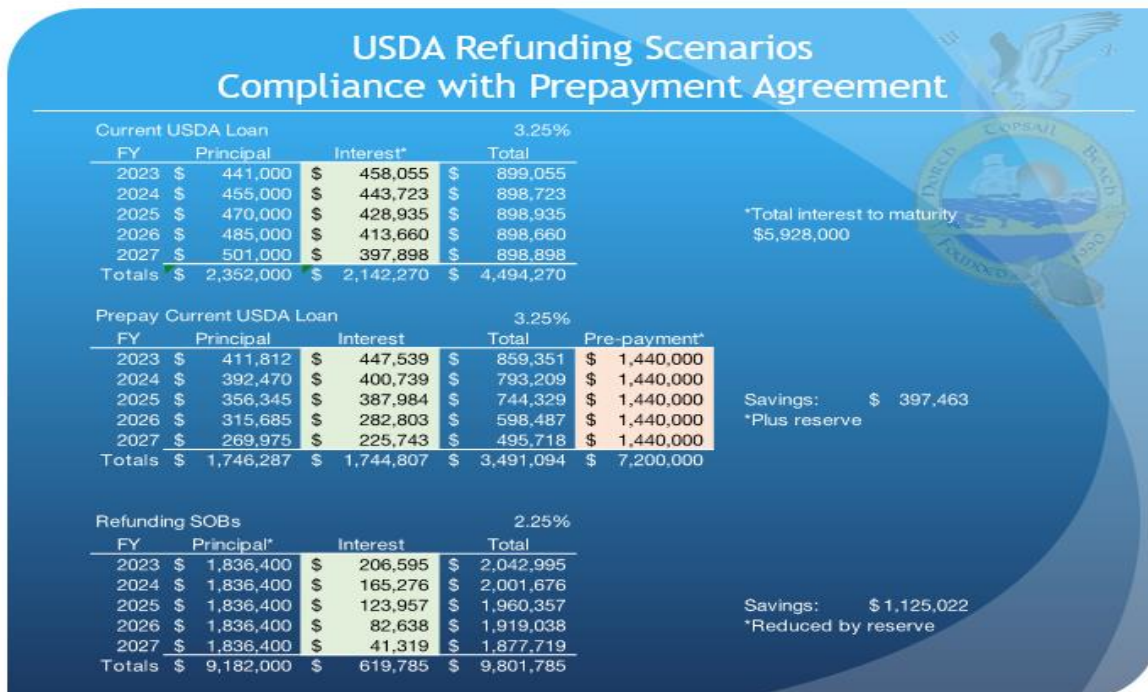 USDA Refunding Scenarios
Compliance with Prepayment Agreement
Current USDA Loan 3.25%
FY Principal Interest* Total
2023 $ 441,000 $ 458,055 $ 899,055
2024 $ 455,000 $ 443,723 $ 898,723
2025 $ 470,000 $ 428,935 $ 898,935
2026 $ 485,000 $ 413,660 $ 898,660
2027 $ 501,000 $ 397,898 $ 898,898
Totals $ 2,352,000 $ 2,142,270 $ 4,494,270
*Total interest to maturity
$5,928,000
Prepay Current USDA Loan 3.25%
FY Principal Interest Total Pre-payment*
2023 $ 411,812 $ 447,539 $ 859,351 $ 1,440,000
2024 $ 392,470 $ 400,739 $ 793,209 $ 1,440,000
2025 $ 356,345 $ 387,984 $ 744,329 $ 1,440,000
2026 $ 315,685 $ 282,803 $ 598,487 $ 1,440,000
2027 $ 269,975 $ 225,743 $ 495,718 $ 1,440,000
Totals $ 1,746,287 $ 1,744,807 $ 3,491,094 $ 7,200,000
Savings: $ 397,463
*Plus reserve
Refunding SOBs 2.25%
FY Principal* Interest Total
2023 $ 1,836,400 $ 206,595 $ 2,042,995
2024 $ 1,836,400 $ 165,276 $ 2,001,676
2025 $ 1,836,400 $ 123,957 $ 1,960,357
2026 $ 1,836,400 $ 82,638 $ 1,919,038
2027 $ 1,836,400 $ 41,319 $ 1,877,719
Totals $ 9,182,000 $ 619,785 $ 9,801,785
Savings: $ 1,125,022
*Reduced by reserve
North Topsail Beach
Founded 1990